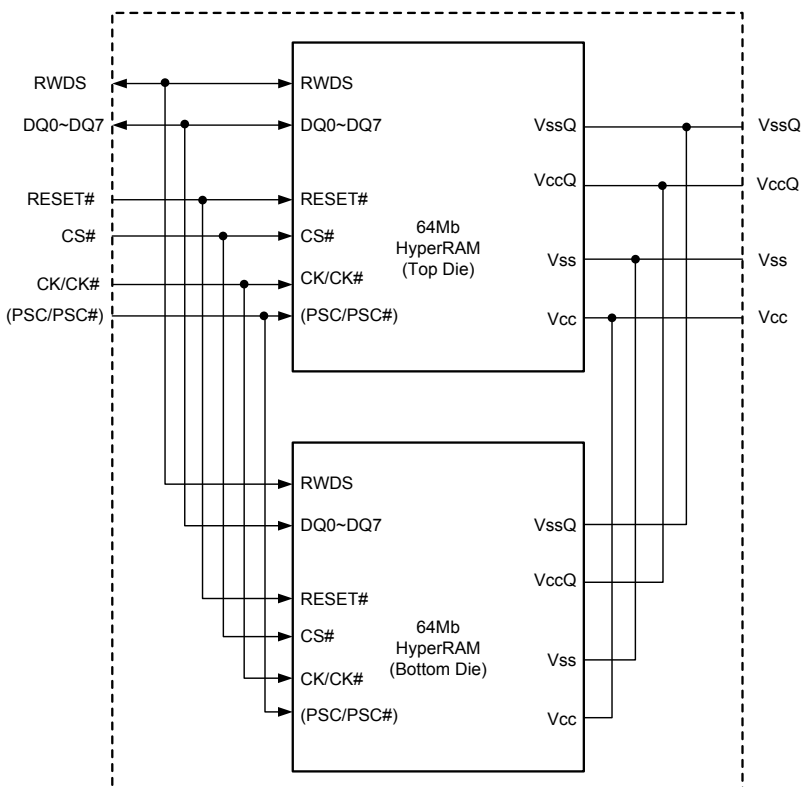 RWDS
RWDS
DQ0~DQ7
DQ0~DQ7
VssQ
VssQ
VccQ
VccQ
RESET#
RESET#
64Mb
HyperRAM
(Top Die)
CS#
CS#
Vss
Vss
CK/CK#
CK/CK#
(PSC/PSC#)
(PSC/PSC#)
Vcc
Vcc
RWDS
DQ0~DQ7
VssQ
VccQ
RESET#
64Mb
HyperRAM
(Bottom Die)
CS#
Vss
CK/CK#
(PSC/PSC#)
Vcc